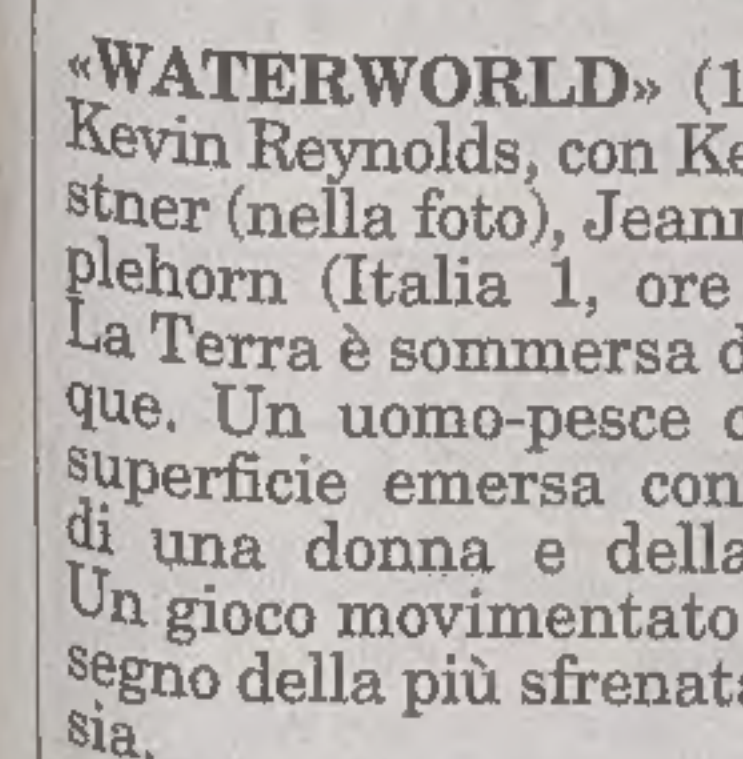 «WATERWORLD» (1
Kevin Reynolds, con Ke
stner (nella foto), Jeann
plehorn (Italia 1, ore
La Terra è sommersa d
que. Un uomo-pesce c
superficie emersa con
di una donna e della
Un gioco movimentato
segno della più sfrenata
sia.